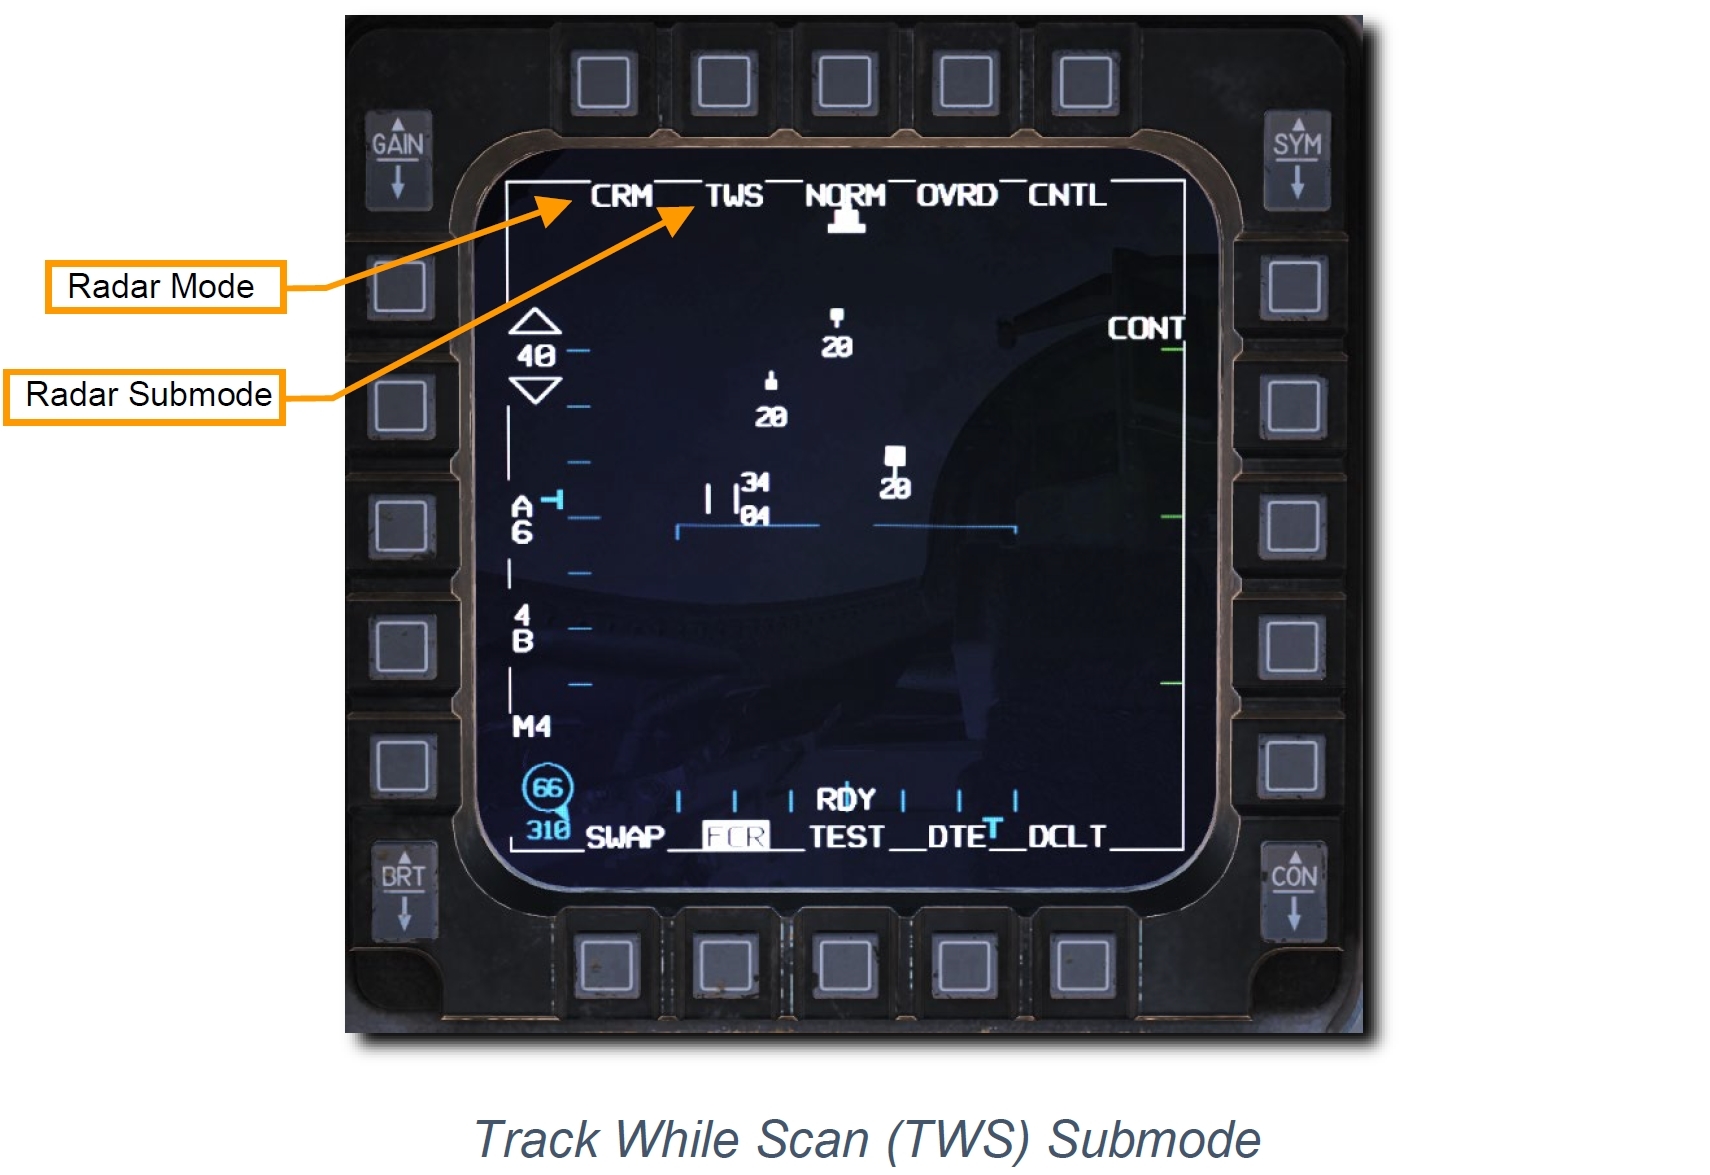 GAIN
SYM
CRM TWS NORM OVRD CNTL
Radar Mode
CONT
40
20
Radar Submode
20
34
20
A
6
04
4
B
M4
66
RDY
310
SWAP FCR TEST DTE DCLT
BRT
CON
Track While Scan (TWS) Submode